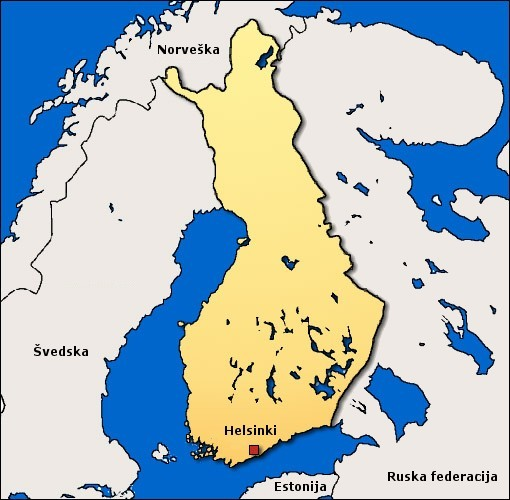 Norveška
Švedska
Helsinki
Estonija
Ruska federacija